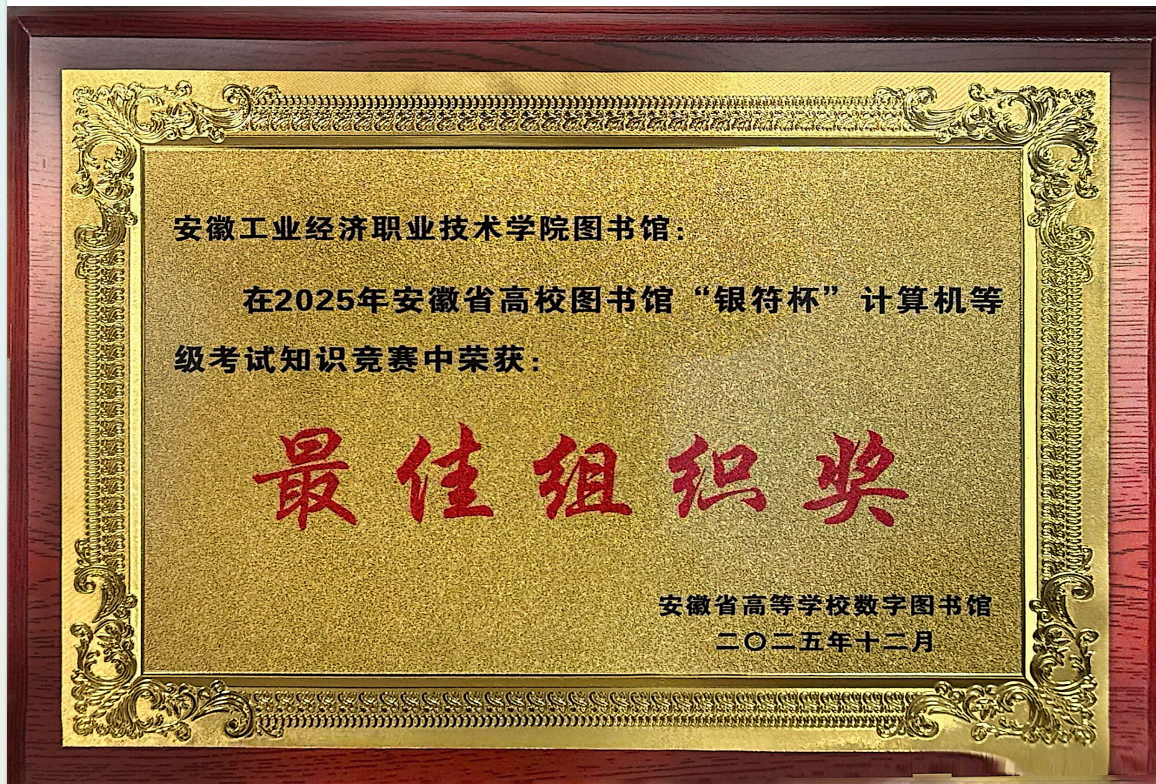 安徽工业经济职业技术学院图书馆：
在2025年安徽省高校图书馆“银符杯”计算机等
级考试知识竞赛中荣获：
最佳组织奖
安徽省高等学校数字图书馆
二〇二五年十二月